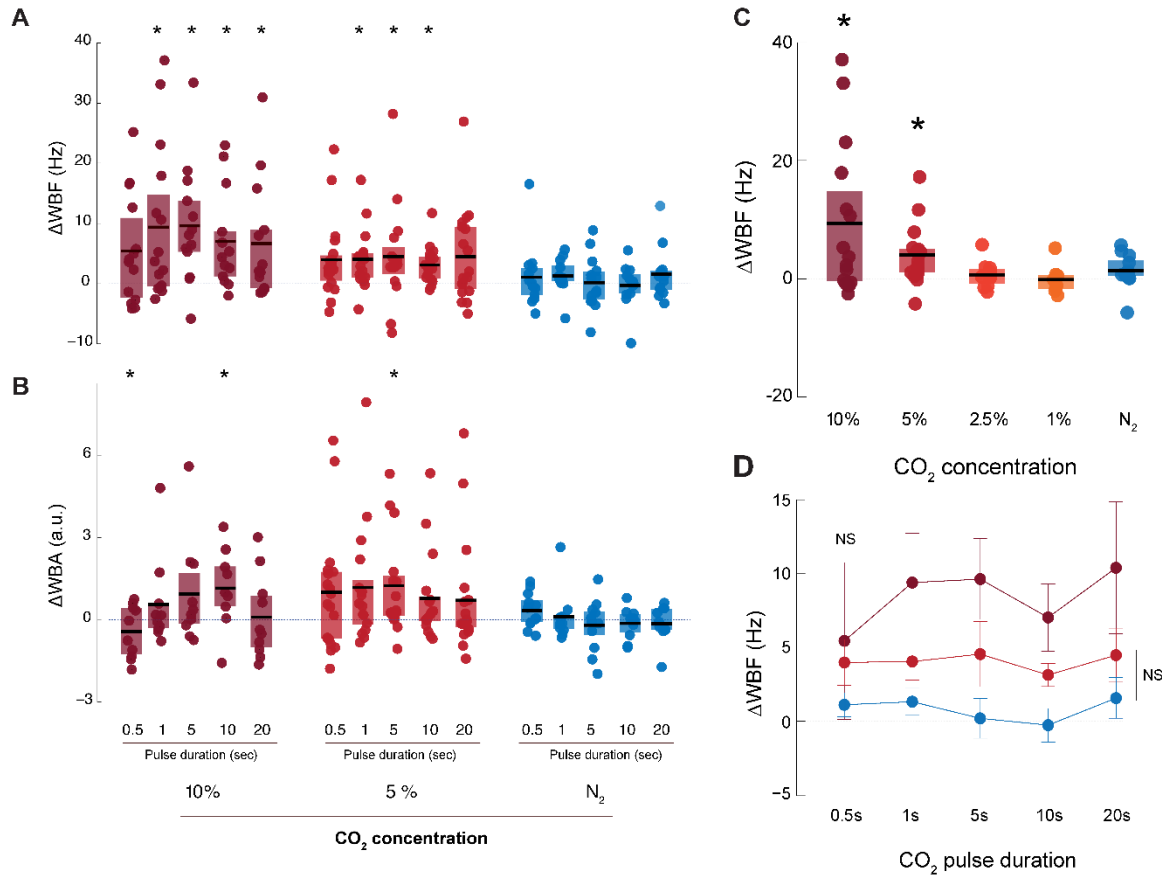 A
* * * * * * *
ΔWBF (Hz)
40
30
20
10
0
−10
B
* * *
ΔWBA (a.u.)
6
3
0
−3
0.5 1 5 10 20 0.5 1 5 10 20 0.5 1 5 10 20
Pulse duration (sec) Pulse duration (sec) Pulse duration (sec)
10% 5 % N₂
CO₂ concentration
C
*
*
ΔWBF (Hz)
40
20
0
-20
10% 5% 2.5% 1% N₂
CO₂ concentration
D
ΔWBF (Hz)
15
10
5
0
−5
NS
NS
0.5s 1s 5s 10s 20s
CO₂ pulse duration